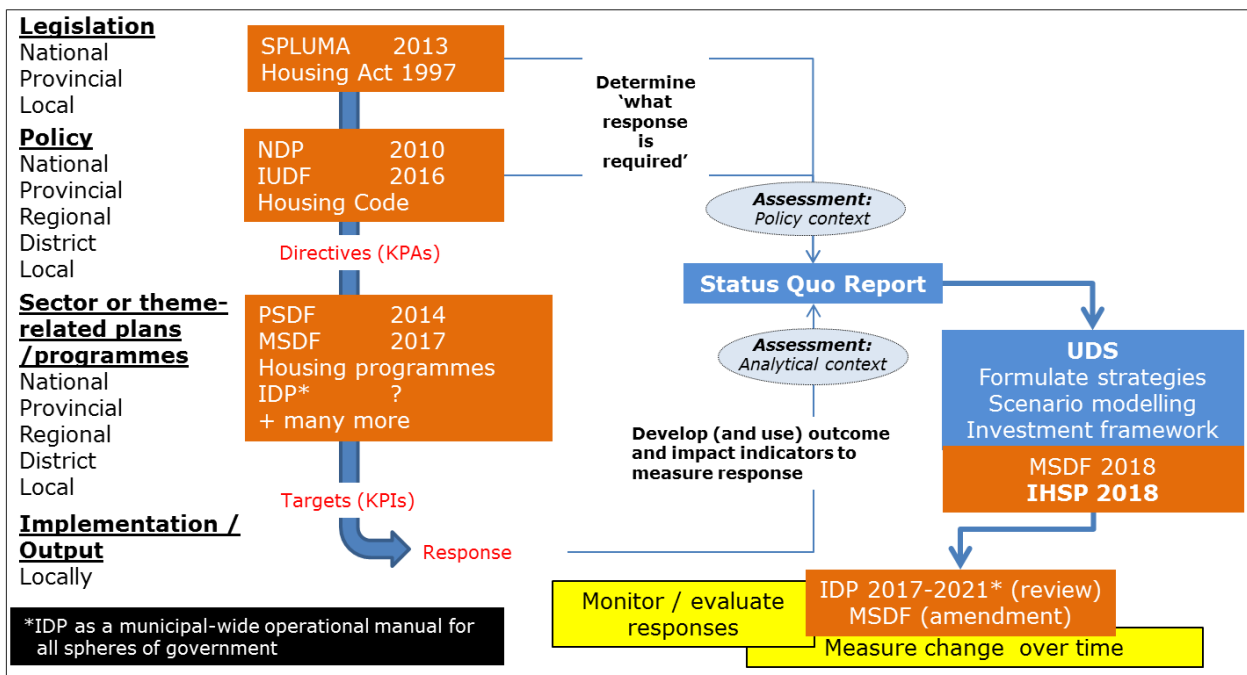 Legislation
National
Provincial
Local
Policy
National
Provincial
Regional
District
Local
Sector or theme-
related plans
/programmes
National
Provincial
Regional
District
Local
Implementation /
Output
Locally
*IDP as a municipal-wide operational manual for
all spheres of government
SPLUMA 2013
Housing Act 1997
NDP 2010
IUDF 2016
Housing Code
Directives (KPAs)
PSDF 2014
MSDF 2017
Housing programmes
IDP* ?
+ many more
Targets (KPIs)
Response
Determine
‘what
response
is
required’
Assessment:
Policy context
Status Quo Report
Assessment:
Analytical context
Develop (and use) outcome
and impact indicators to
measure response
UDS
Formulate strategies
Scenario modelling
Investment framework
MSDF 2018
IHSP 2018
IDP 2017-2021* (review)
MSDF (amendment)
Monitor / evaluate
responses
Measure change over time